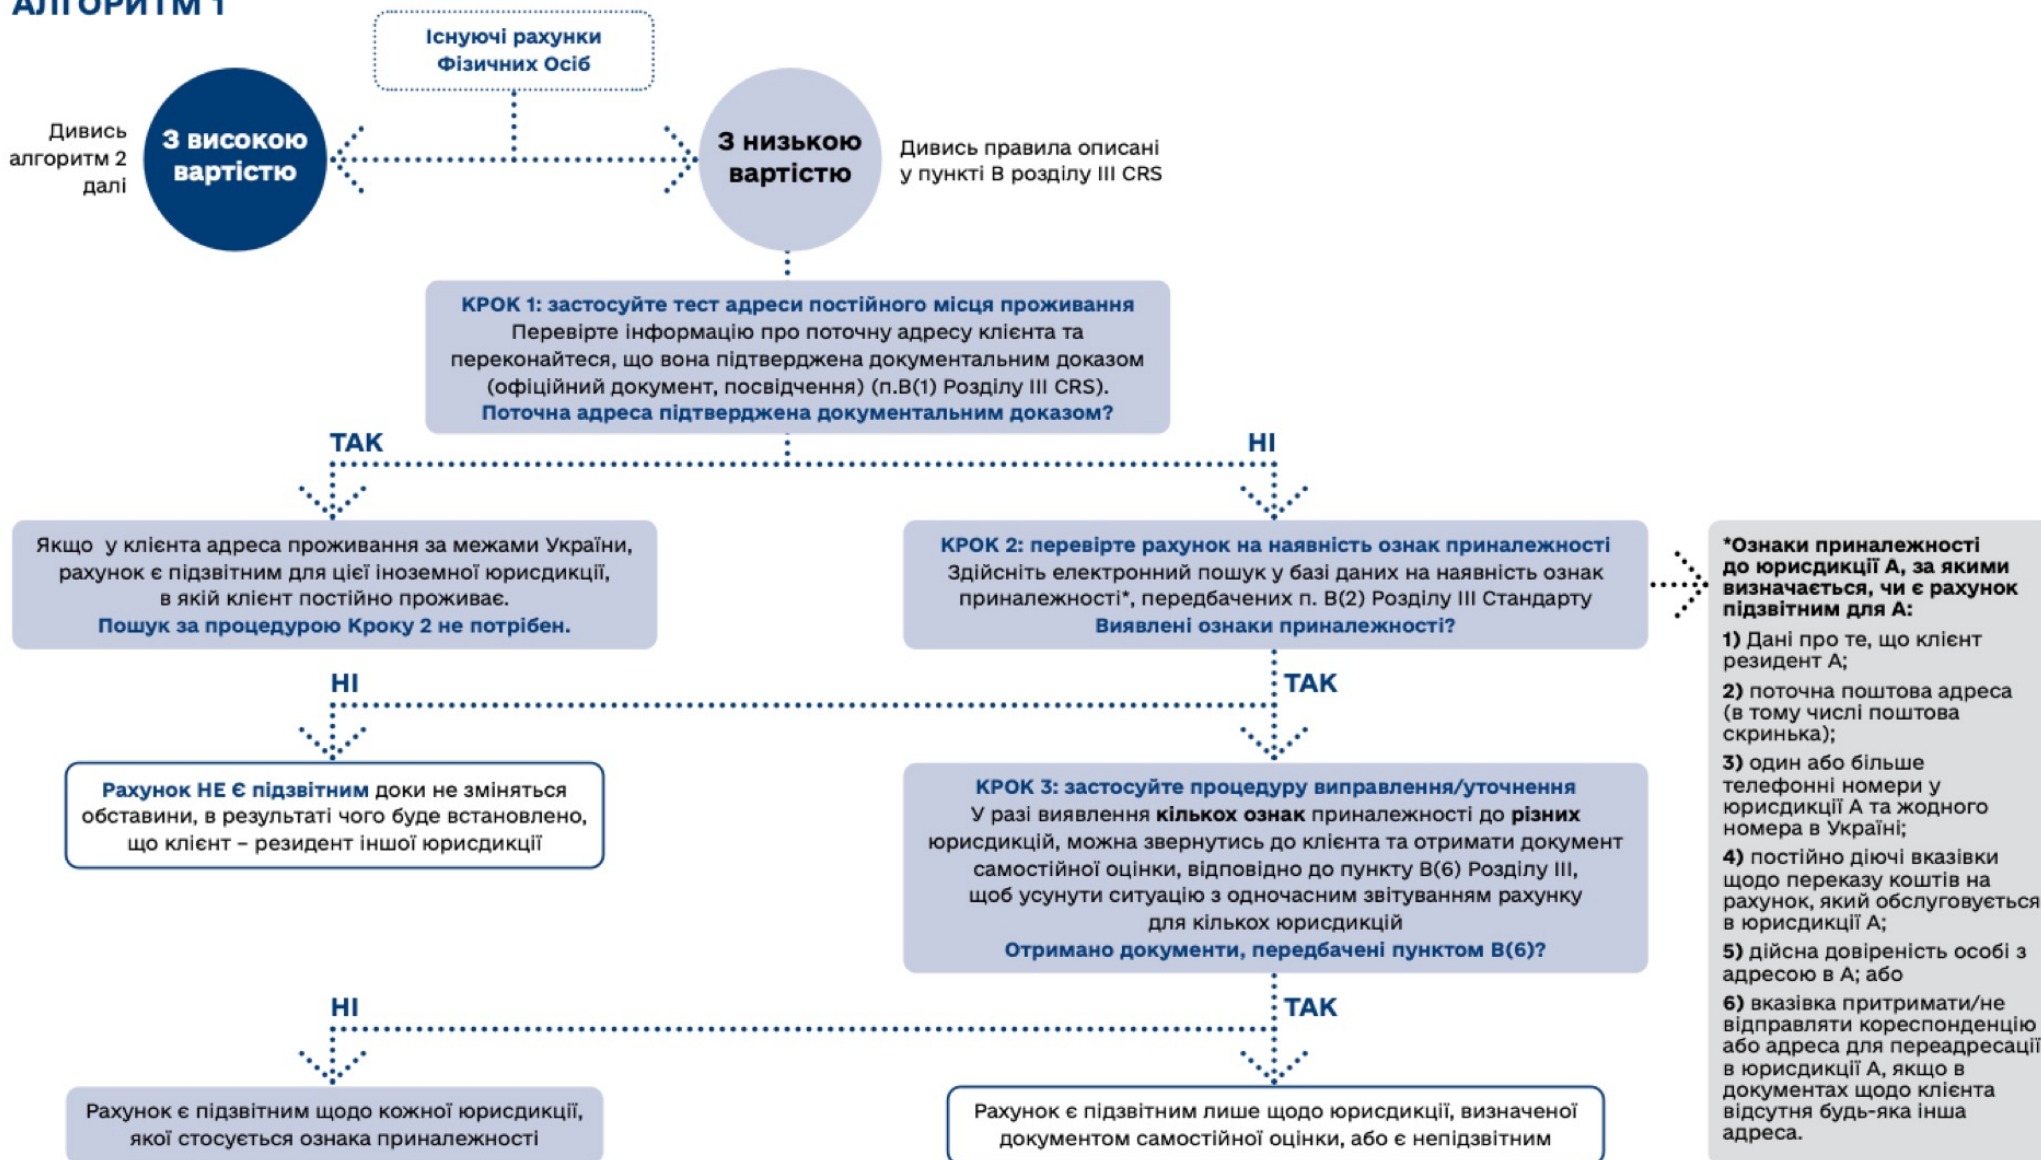 АЛГОРИТМ 1
Існуючі рахунки
Фізичних Осіб
Дивись
алгоритм 2
далі
З високою
вартістю
З низькою
вартістю
Дивись правила описані
у пункті B розділу III CRS
КРОК 1: застосуйте тест адреси постійного місця проживання
Перевірте інформацію про поточну адресу клієнта та
переконайтеся, що вона підтверджена документальним доказом
(офіційний документ, посвідчення) (п.B(1) Розділу III CRS).
Поточна адреса підтверджена документальним доказом?
ТАК
НІ
Якщо у клієнта адреса проживання за межами України,
рахунок є підзвітним для цієї іноземної юрисдикції,
в якій клієнт постійно проживає.
Пошук за процедурою Кроку 2 не потрібен.
КРОК 2: перевірте рахунок на наявність ознак приналежності
Здійсніть електронний пошук у базі даних на наявність ознак
приналежності*, передбачених п. B(2) Розділу III Стандарту
Виявлені ознаки приналежності?
НІ
ТАК
Рахунок НЕ Є підзвітним доки не зміняться
обставини, в результаті чого буде встановлено,
що клієнт – резидент іншої юрисдикції
КРОК 3: застосуйте процедуру виправлення/уточнення
У разі виявлення кількох ознак приналежності до різних
юрисдикцій, можна звернутись до клієнта та отримати документ
самостійної оцінки, відповідно до пункту B(6) Розділу III,
щоб усунути ситуацію з одночасним звітуванням рахунку
для кількох юрисдикцій
Отримано документи, передбачені пунктом B(6)?
НІ
ТАК
Рахунок є підзвітним щодо кожної юрисдикції,
якої стосується ознака приналежності
Рахунок є підзвітним лише щодо юрисдикції, визначеної
документом самостійної оцінки, або є непідзвітним
*Ознаки приналежності
до юрисдикції А, за якими
визначається, чи є рахунок
підзвітним для А:
1) Дані про те, що клієнт
резидент А;
2) поточна поштова адреса
(в тому числі поштова
скринька);
3) один або більше
телефонні номери у
юрисдикції А та жодного
номера в Україні;
4) постійно діючі вказівки
щодо переказу коштів на
рахунок, який обслуговується
в юрисдикції А;
5) дійсна довіреність особі з
адресою в А; або
6) вказівка притримати/не
відправляти кореспонденцію
або адреса для переадресації
в юрисдикції А, якщо в
документах щодо клієнта
відсутня будь-яка інша
адреса.